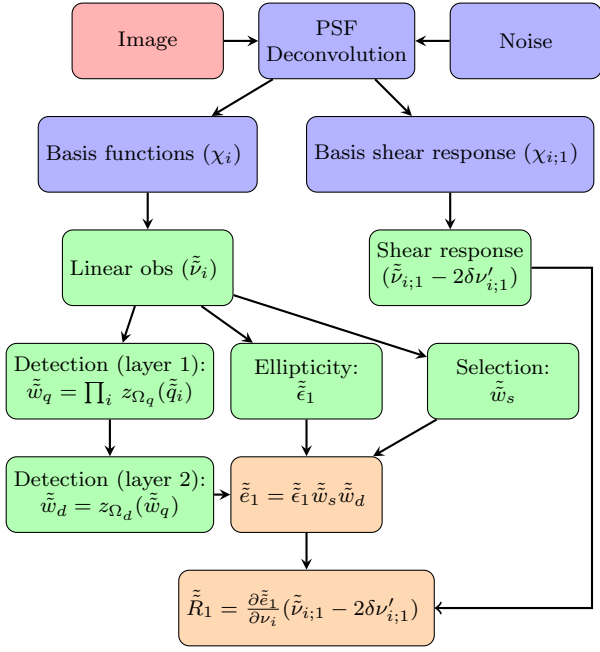 Image
PSF
Deconvolution
Noise
Basis functions (χ_i)
Basis shear response (χ_{i;1})
Linear obs (ν̃_i)
Shear response
(ν̃̃_{i;1} − 2δν′_{i;1})
Detection (layer 1):
w̃̃_q = ∏_i z_{Ω_q}(q̃̃_i)
Ellipticity:
ϵ̃̃_1
Selection:
w̃̃_s
Detection (layer 2):
w̃̃_d = z_{Ω_d}(w̃̃_q)
ẽ̃_1 = ϵ̃̃_1 w̃̃_s w̃̃_d
R̃̃_1 = ∂ẽ̃_1/∂ν_i (ν̃̃_{i;1} − 2δν′_{i;1})